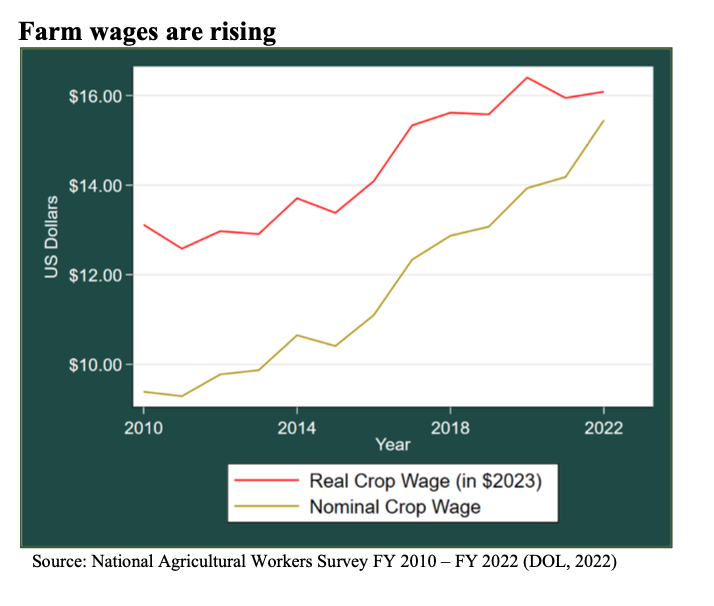 Farm wages are rising
$16.00
$14.00
$12.00
$10.00
US Dollars
2010 2014 2018 2022
Year
Real Crop Wage (in $2023)
Nominal Crop Wage
Source: National Agricultural Workers Survey FY 2010 – FY 2022 (DOL, 2022)